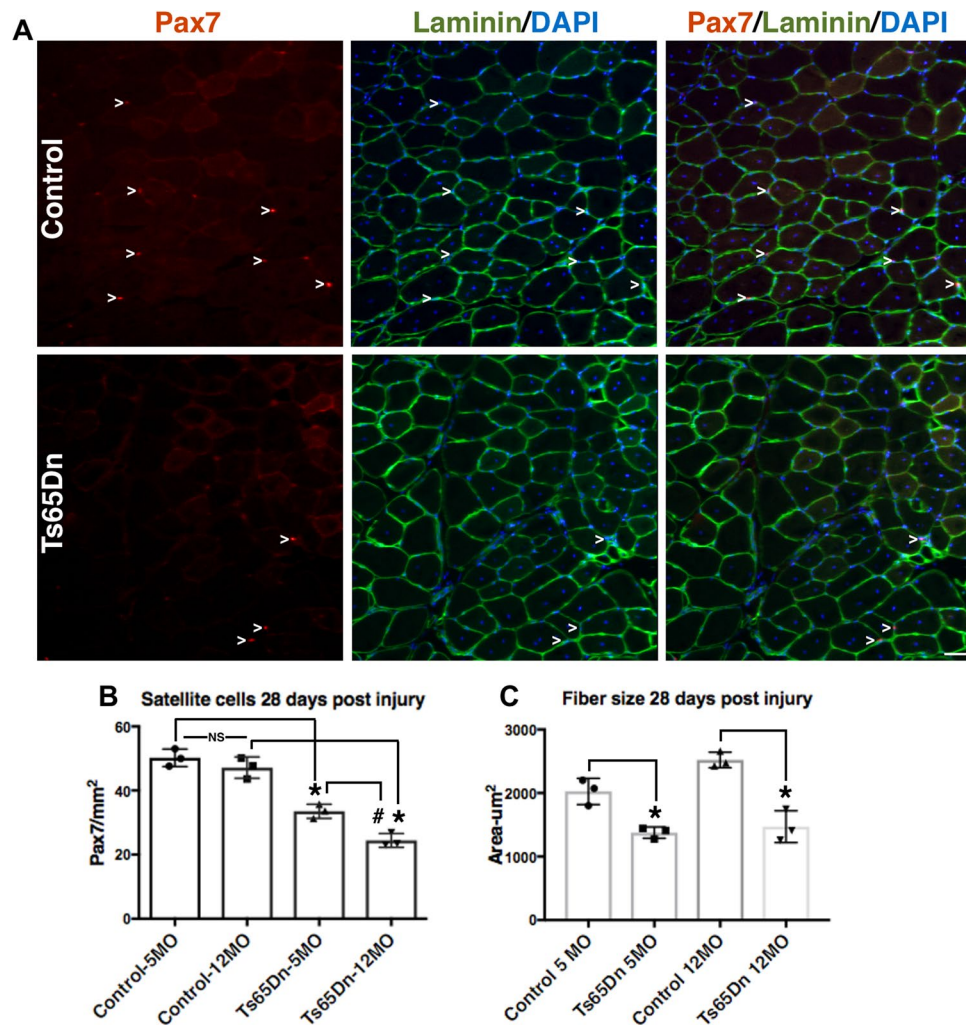 A
Pax7
Laminin/DAPI
Pax7/Laminin/DAPI
Control
Ts65Dn
B
Satellite cells 28 days post injury
Pax7/mm²
60
40
20
0
NS
*
#
*
Control-5MO
Control-12MO
Ts65Dn-5MO
Ts65Dn-12MO
C
Fiber size 28 days post injury
Area-um²
3000
2000
1000
0
*
*
Control 5 MO
Ts65Dn 5MO
Control 12MO
Ts65Dn 12MO